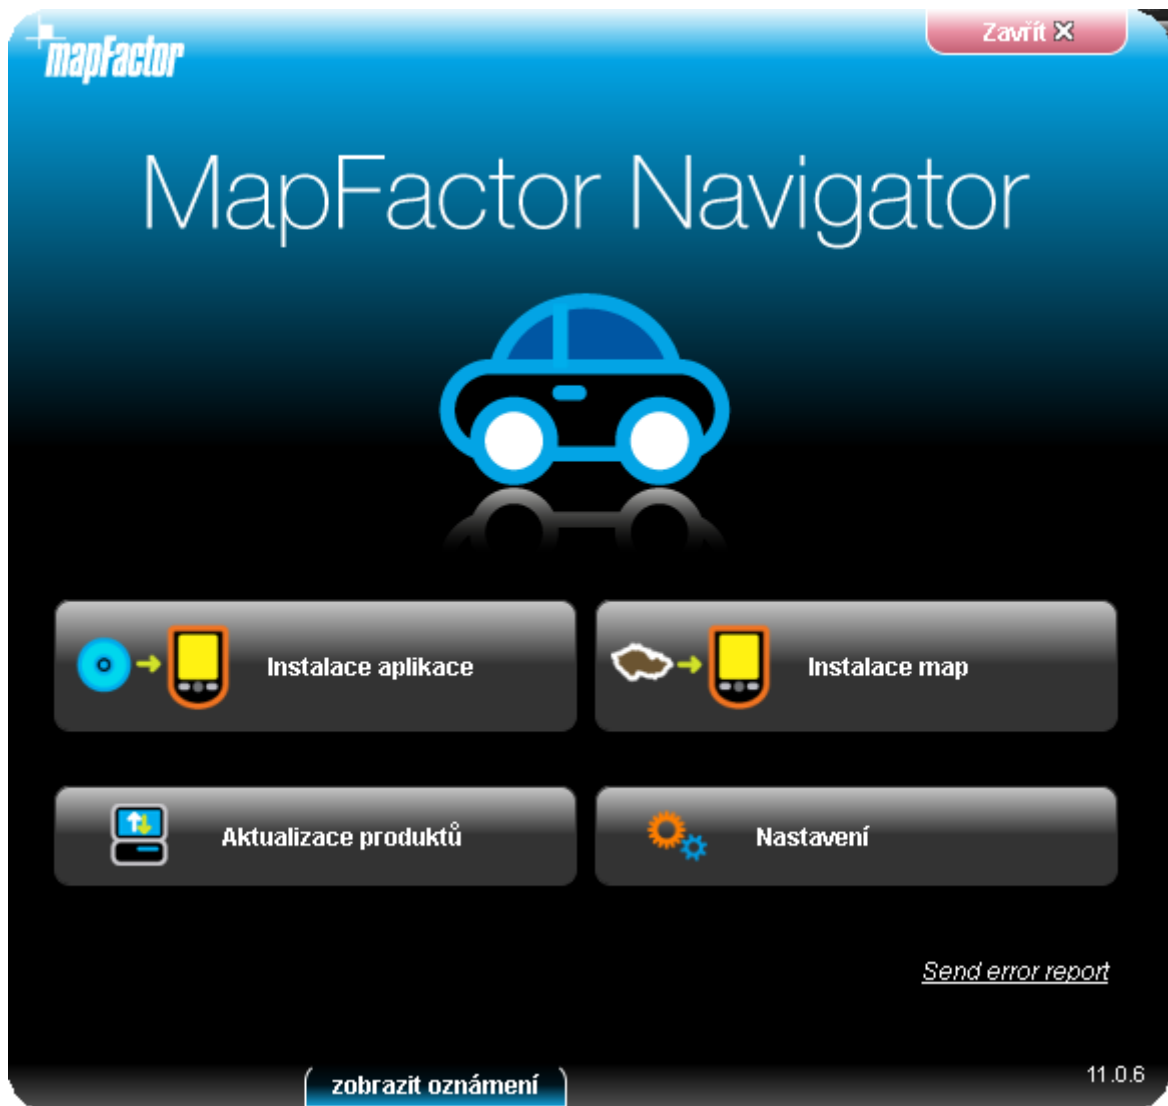 mapFactor
Zavřít
MapFactor Navigator
Instalace aplikace
Instalace map
Aktualizace produktů
Nastavení
Send error report
zobrazit oznámení
11.0.6